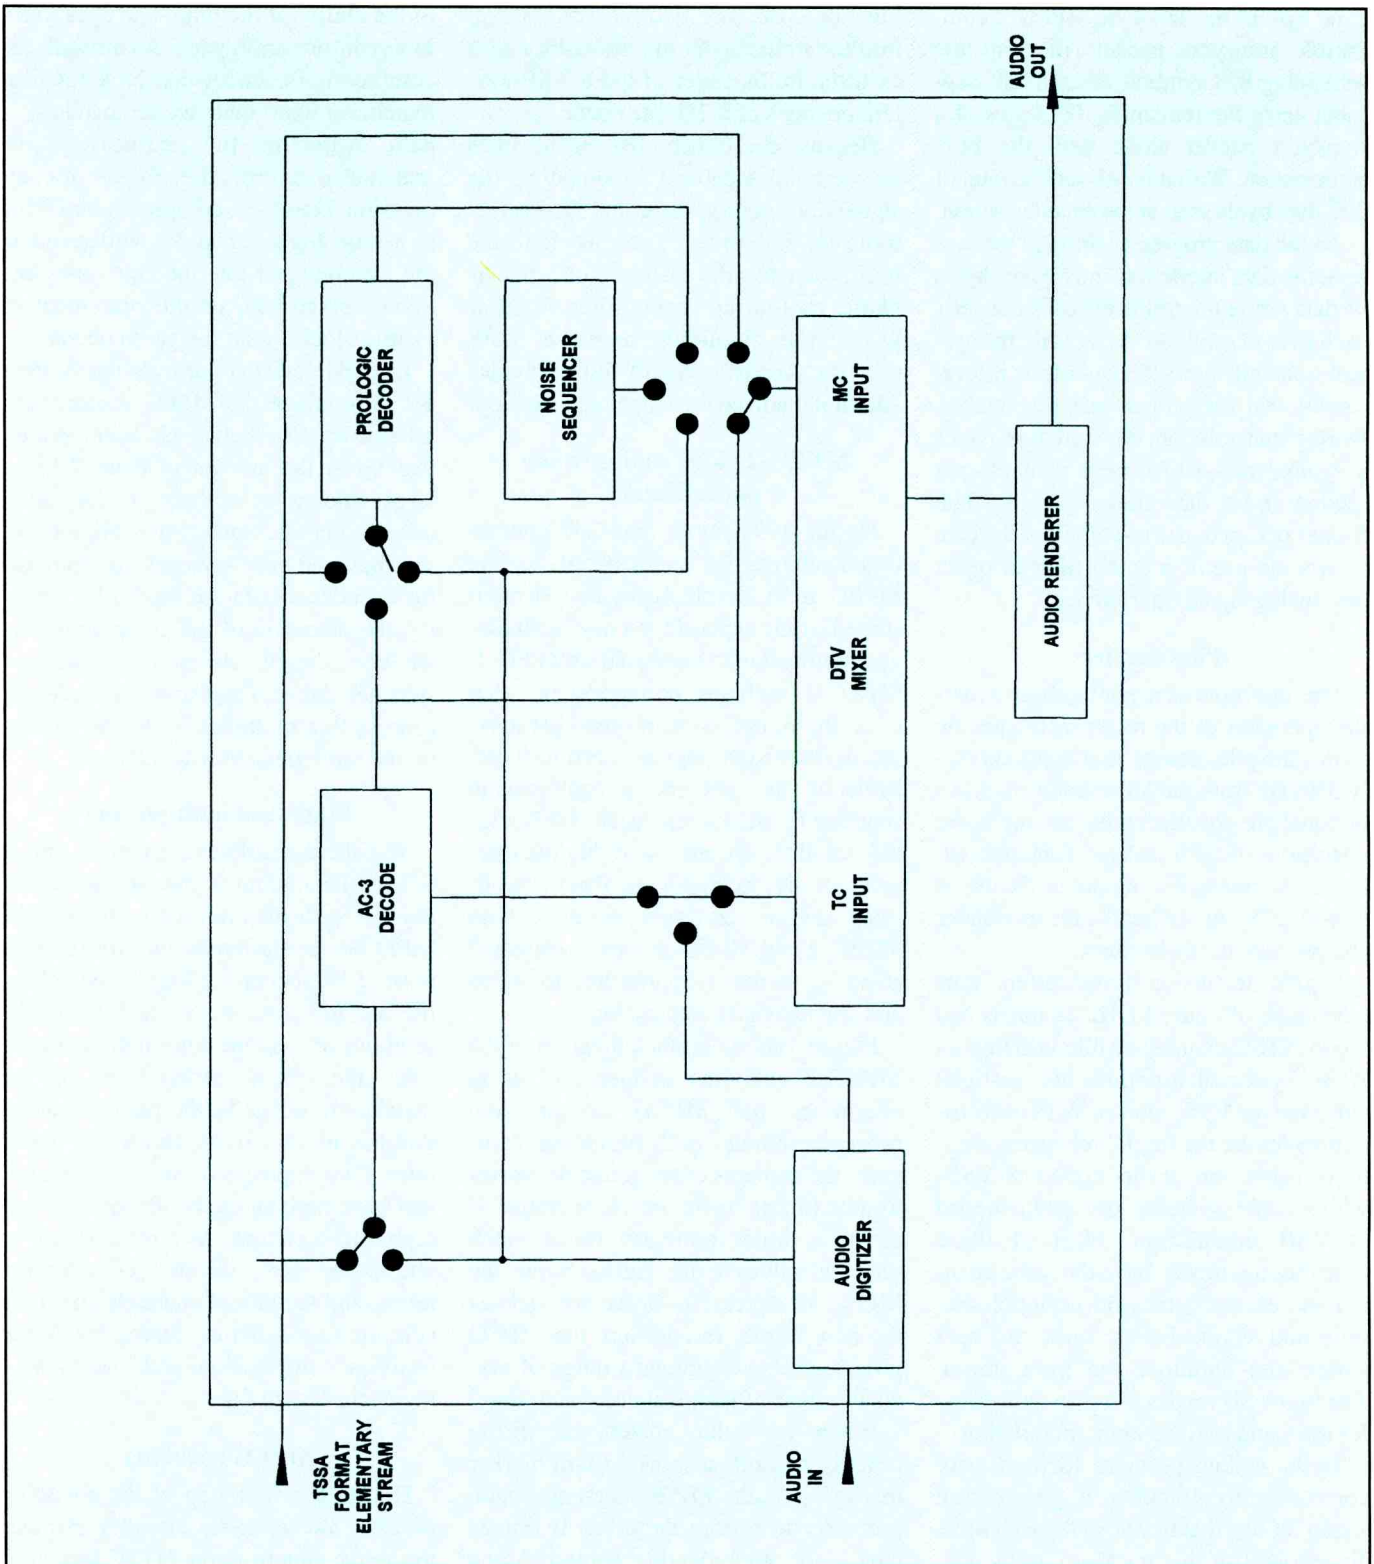 TSSA
FORMAT
ELEMENTARY
STREAM
AUDIO
IN
AUDIO
DIGITIZER
AC-3
DECODE
PROLOGIC
DECODER
NOISE
SEQUENCER
TC
INPUT
DTV
MIXER
MC
INPUT
AUDIO RENDERER
AUDIO
OUT